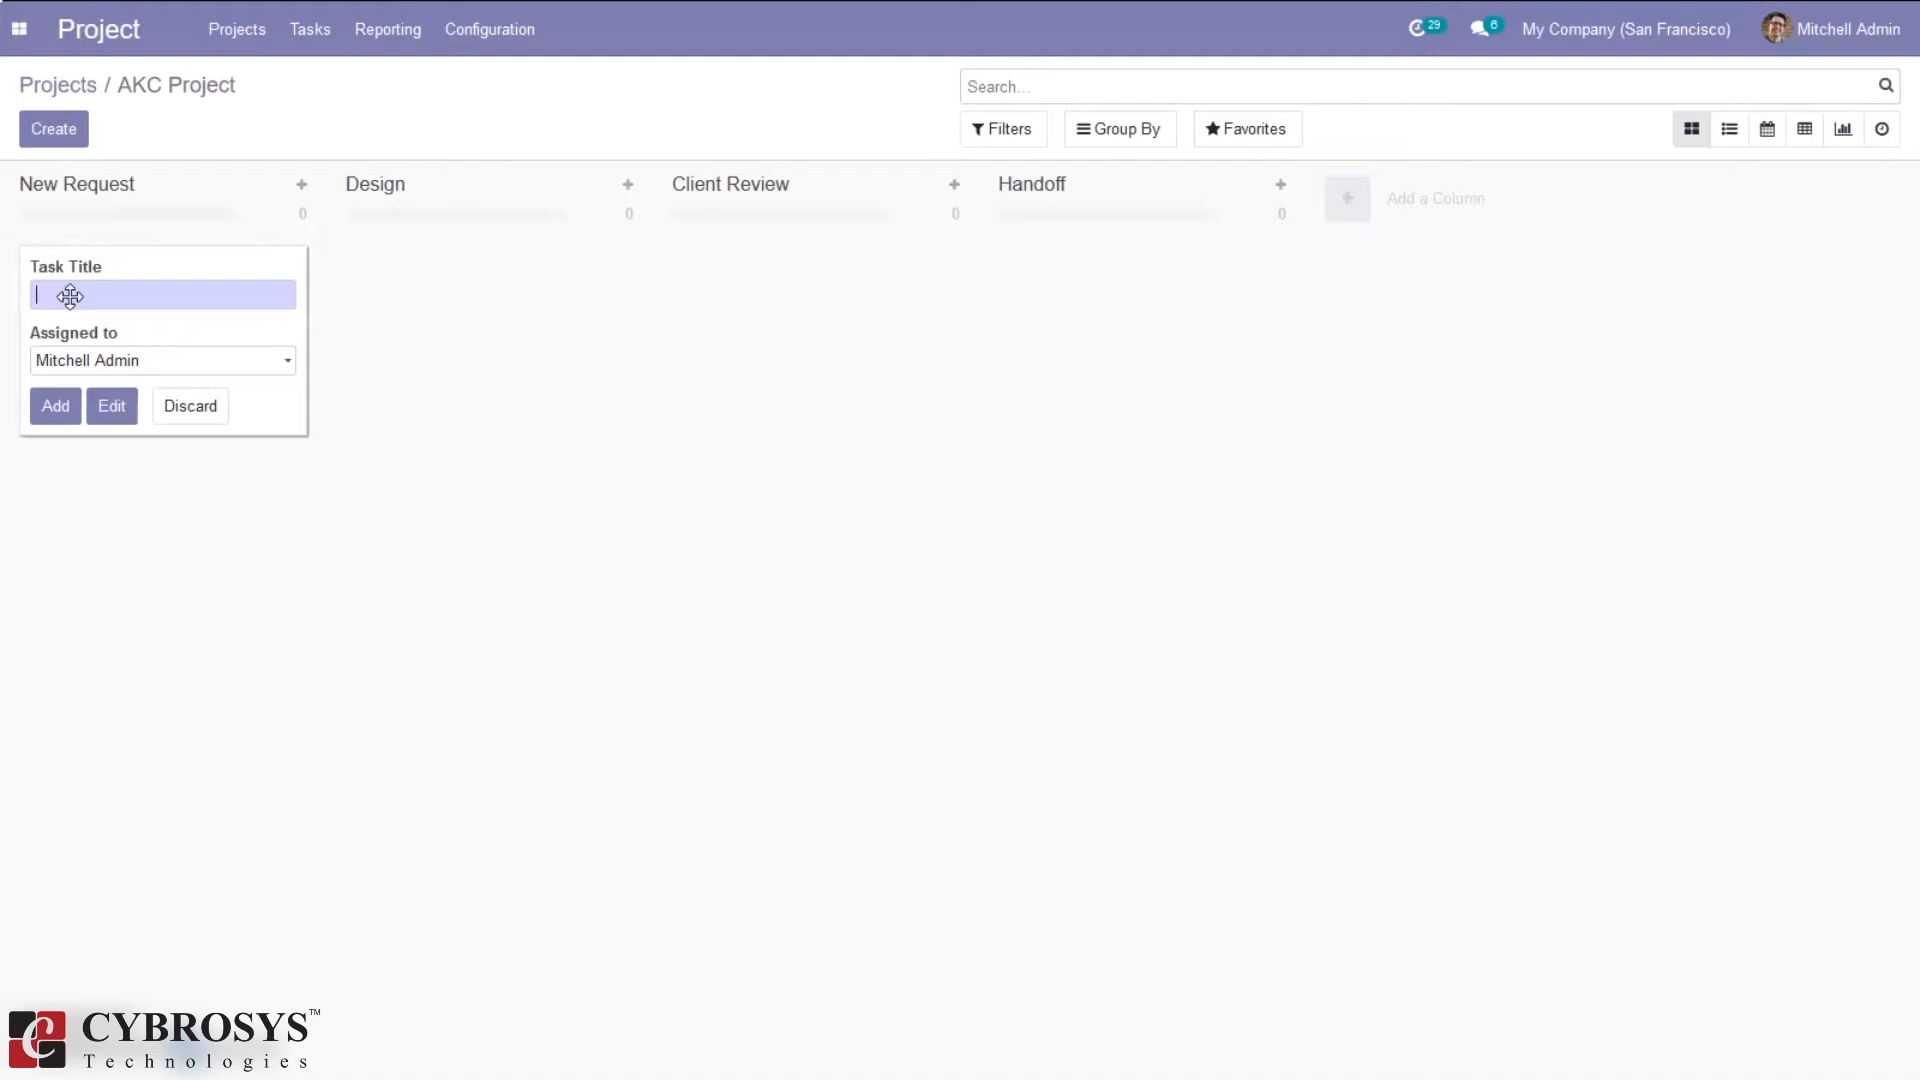 Project Projects Tasks Reporting Configuration 29 6 My Company (San Francisco) Mitchell Admin
Projects / AKC Project Search...
Create Filters Group By Favorites
New Request Design Client Review Handoff Add a Column
0 0 0 0
Task Title
Assigned to
Mitchell Admin
Add Edit Discard
CYBROSYS™
Technologies